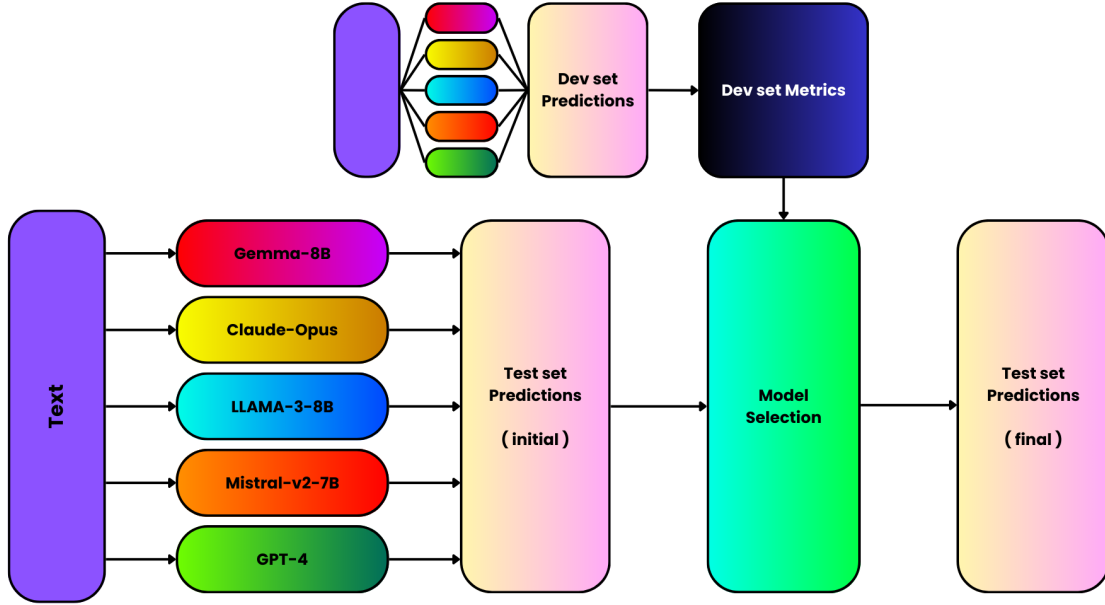 Dev set
Predictions
Dev set Metrics
Text
Gemma-8B
Claude-Opus
LLAMA-3-8B
Mistral-v2-7B
GPT-4
Test set
Predictions
( initial )
Model
Selection
Test set
Predictions
( final )